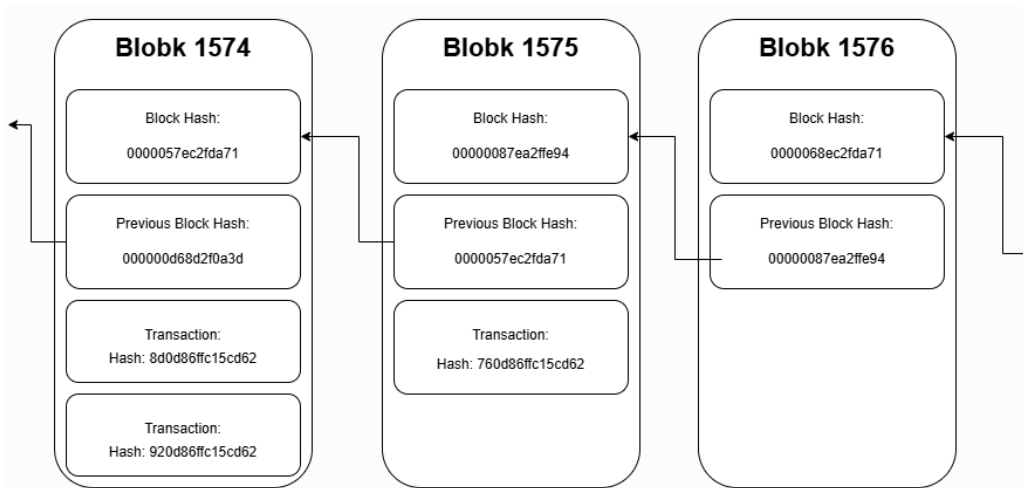 Blobk 1574
Block Hash:
0000057ec2fda71
Previous Block Hash:
000000d68d2f0a3d
Transaction:
Hash: 8d0d86ffc15cd62
Transaction:
Hash: 920d86ffc15cd62
Blobk 1575
Block Hash:
00000087ea2ffe94
Previous Block Hash:
0000057ec2fda71
Transaction:
Hash: 760d86ffc15cd62
Blobk 1576
Block Hash:
0000068ec2fda71
Previous Block Hash:
00000087ea2ffe94